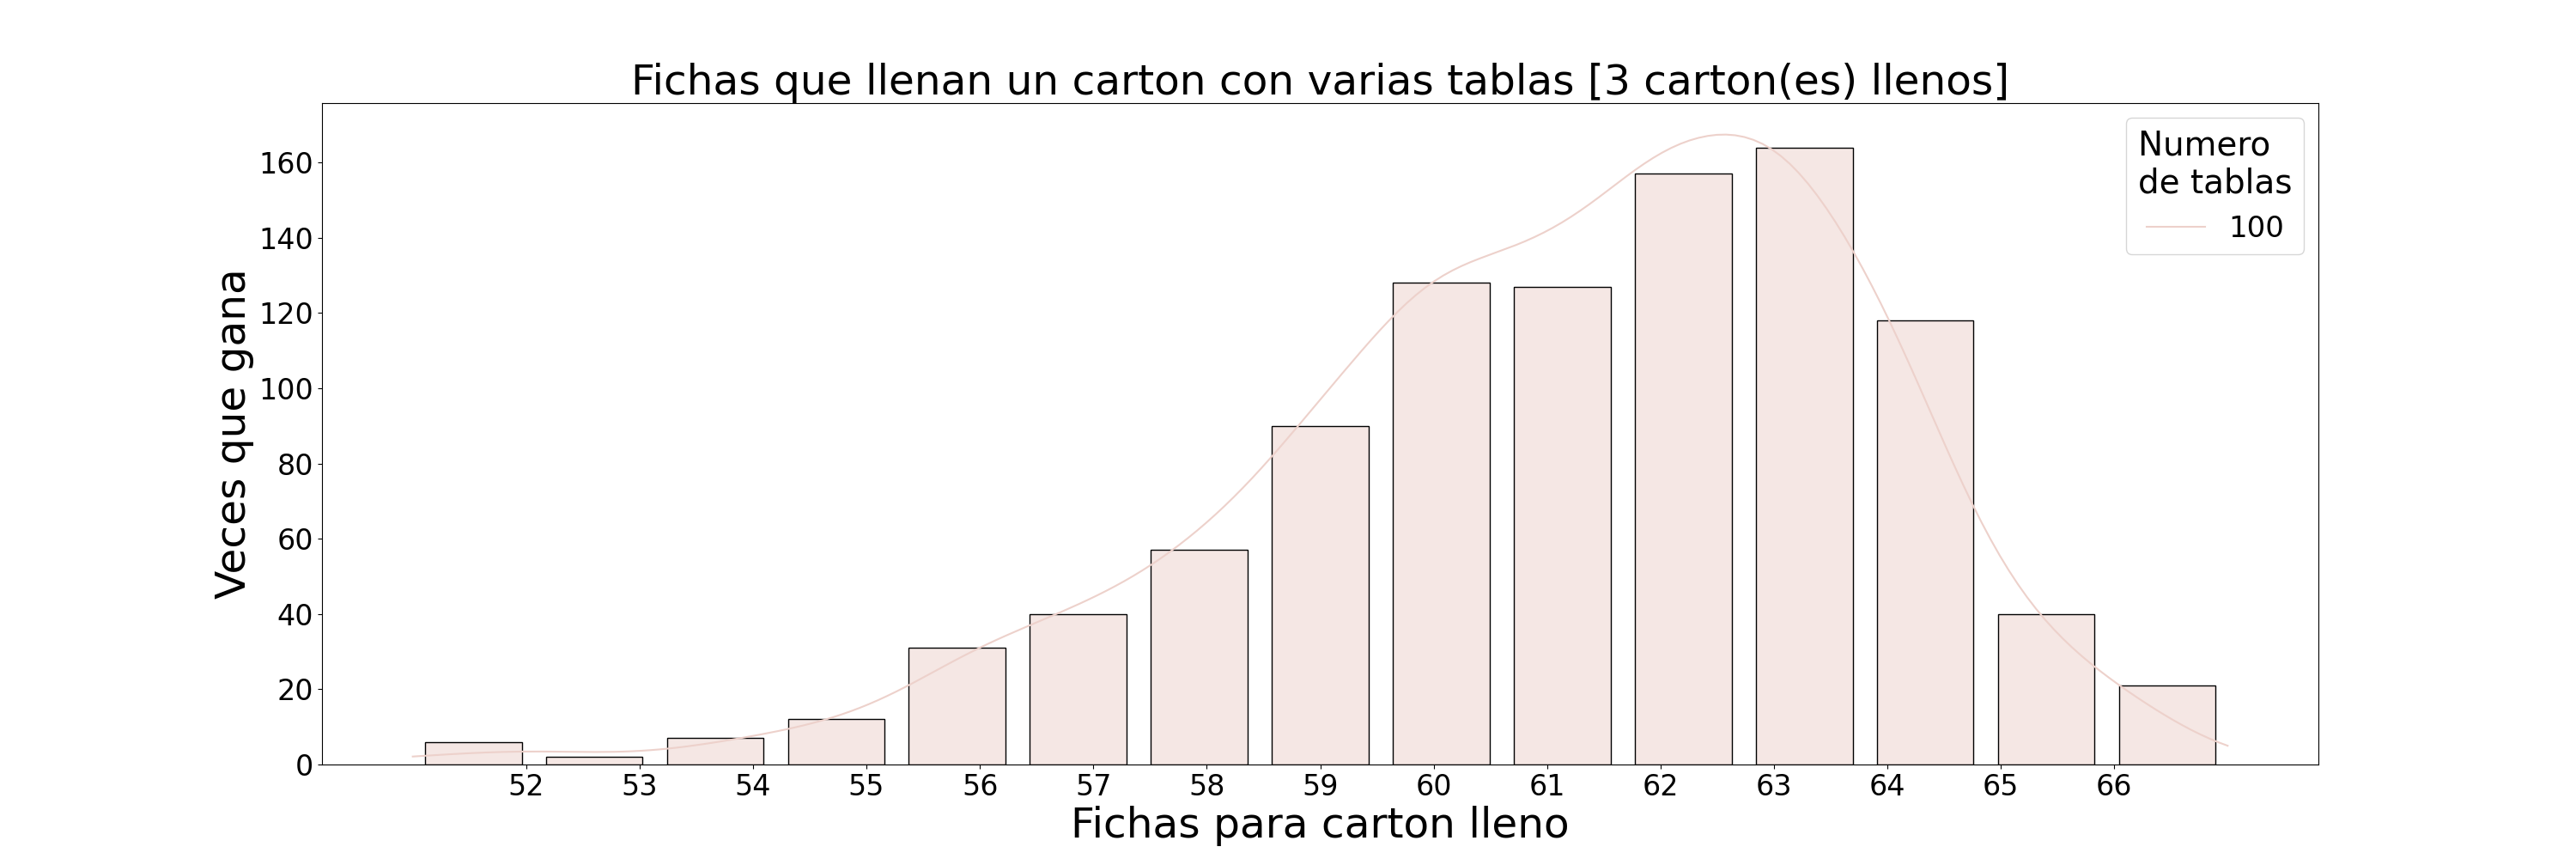 Fichas que llenan un carton con varias tablas [3 carton(es) llenos]
Numero
de tablas
100
Veces que gana
160
140
120
100
80
60
40
20
0
52 53 54 55 56 57 58 59 60 61 62 63 64 65 66
Fichas para carton lleno